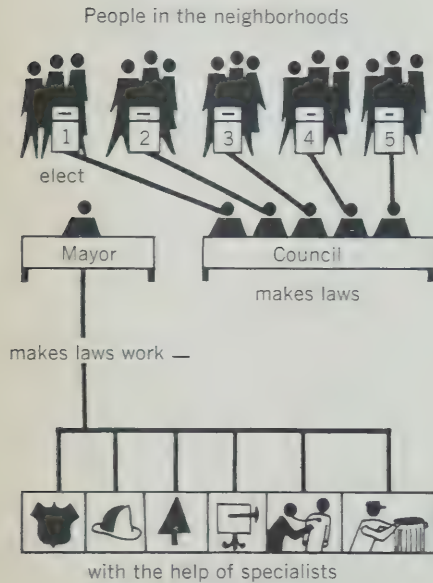 People in the neighborhoods
1 2 3 4 5
elect
Mayor
Council
makes laws
makes laws work —
with the help of specialists